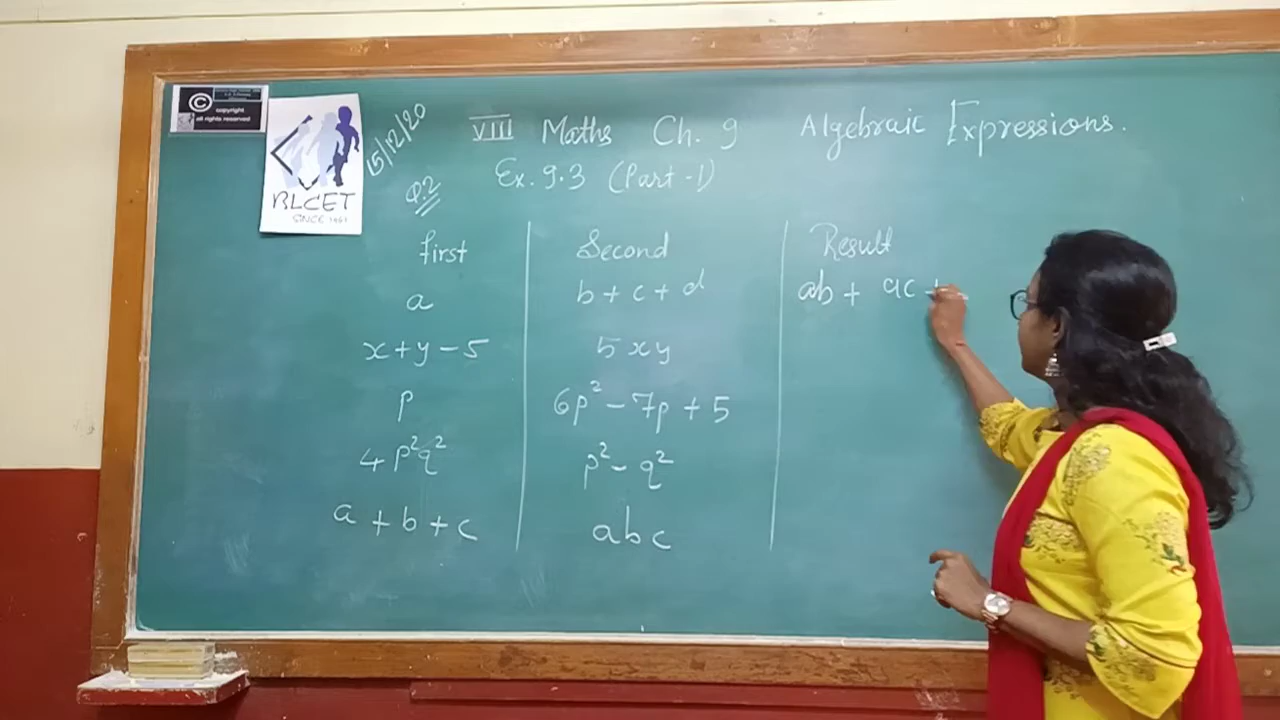 copyright
all rights reserved
BLCET
SINCE 1961
15/12/20
VIII Maths Ch. 9 Algebraic Expressions.
Ex. 9.3 (Part-1)
Q.2
First Second Result
a b + c + d ab + ac +
x + y - 5 5xy
p 6p² - 7p + 5
4p²q² p² - q²
a + b + c abc